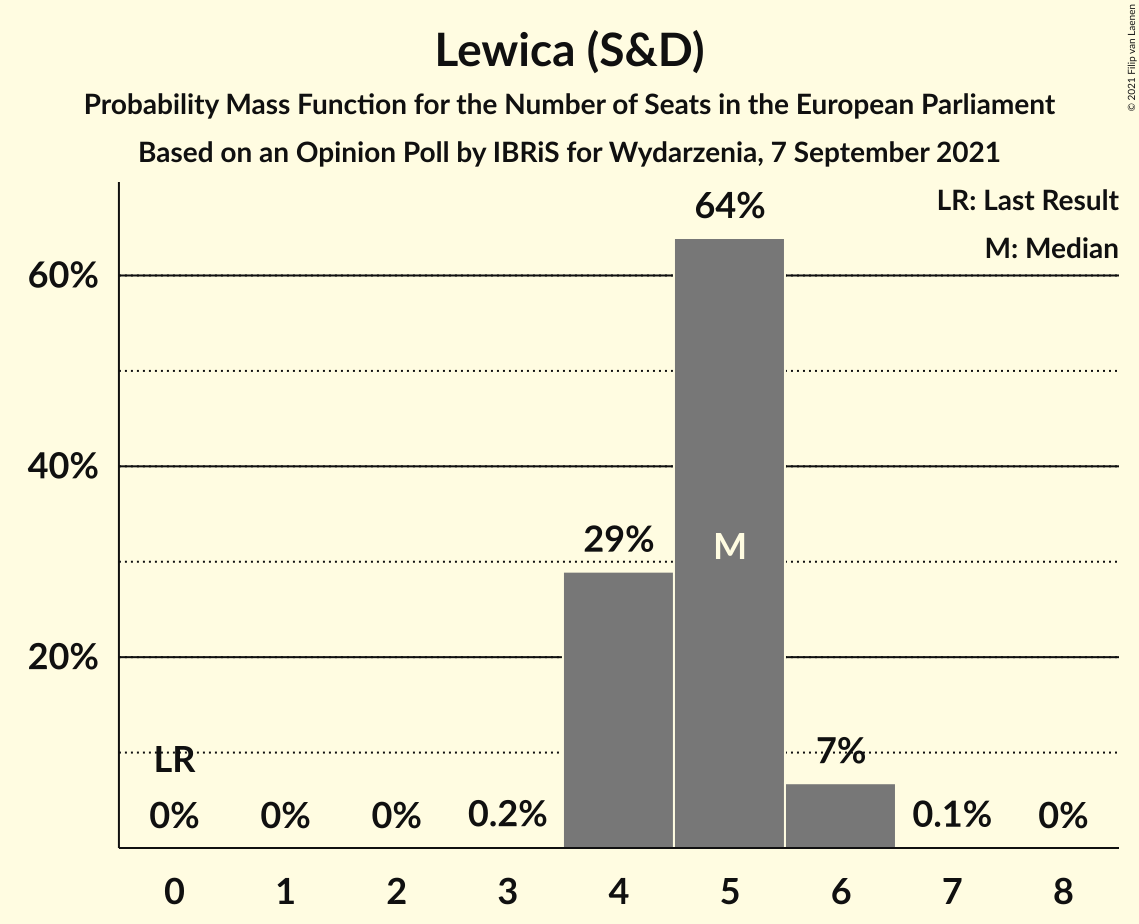 Lewica (S&D)
Probability Mass Function for the Number of Seats in the European Parliament
Based on an Opinion Poll by IBRiS for Wydarzenia, 7 September 2021
© 2021 Filip van Laenen
LR: Last Result
M: Median
64%
60%
40%
29%
M
20%
LR
7%
0%
0%
0%
0.2%
0.1%
0%
0 1 2 3 4 5 6 7 8